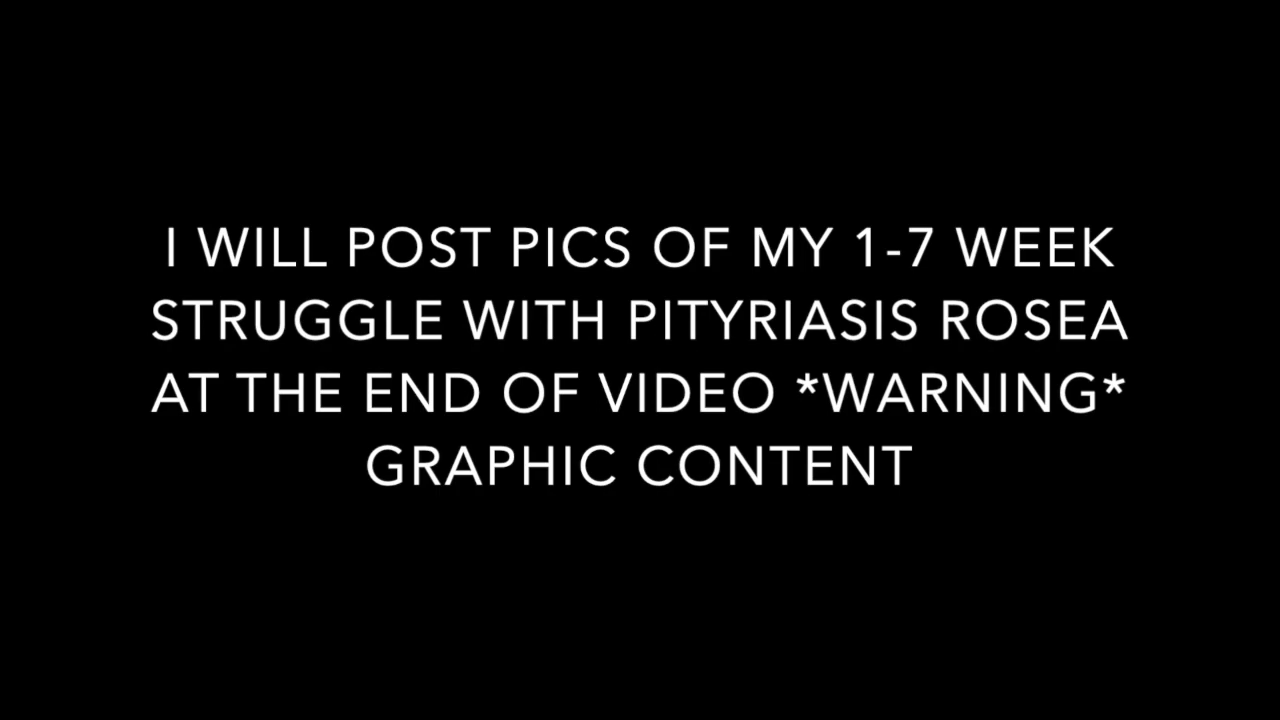 I WILL POST PICS OF MY 1-7 WEEK
STRUGGLE WITH PITYRIASIS ROSEA
AT THE END OF VIDEO *WARNING*
GRAPHIC CONTENT